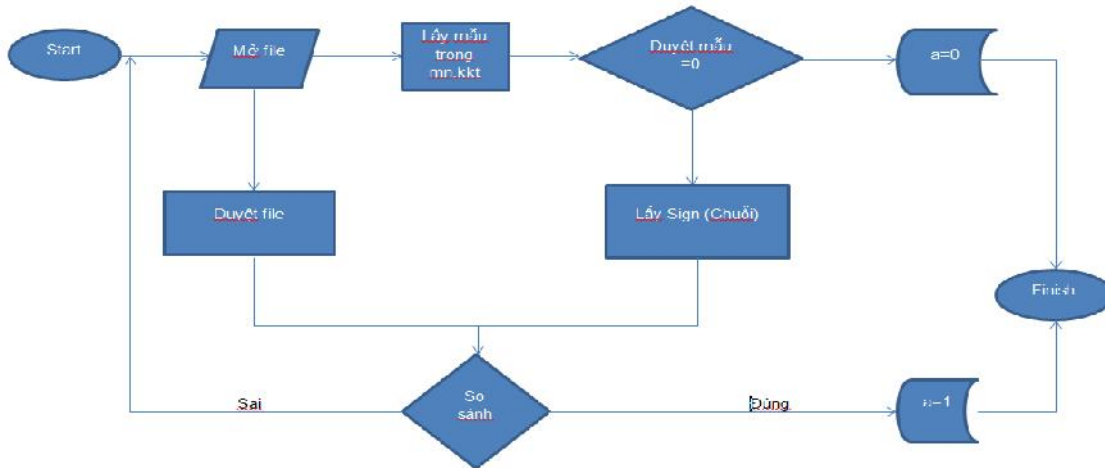 Start
Mở file
Lấy mẫu
trong
mn.kkt
Duyệt mẫu
=0
a=0
Duyệt file
Lấy Sign (Chuỗi)
Finish
So
sánh
Sai
Đúng
a=1